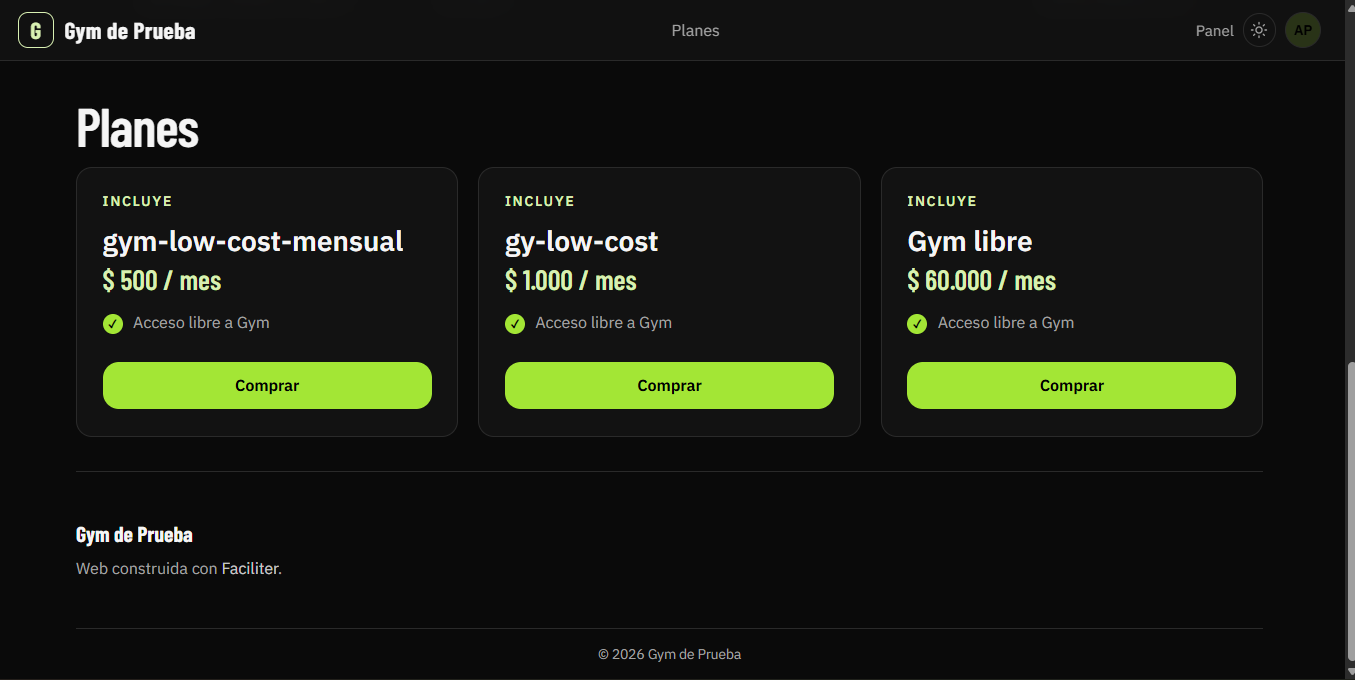 G Gym de Prueba Planes Panel AP
Planes
INCLUYE
gym-low-cost-mensual
$ 500 / mes
Acceso libre a Gym
Comprar
INCLUYE
gy-low-cost
$ 1.000 / mes
Acceso libre a Gym
Comprar
INCLUYE
Gym libre
$ 60.000 / mes
Acceso libre a Gym
Comprar
Gym de Prueba
Web construida con Faciliter.
© 2026 Gym de Prueba